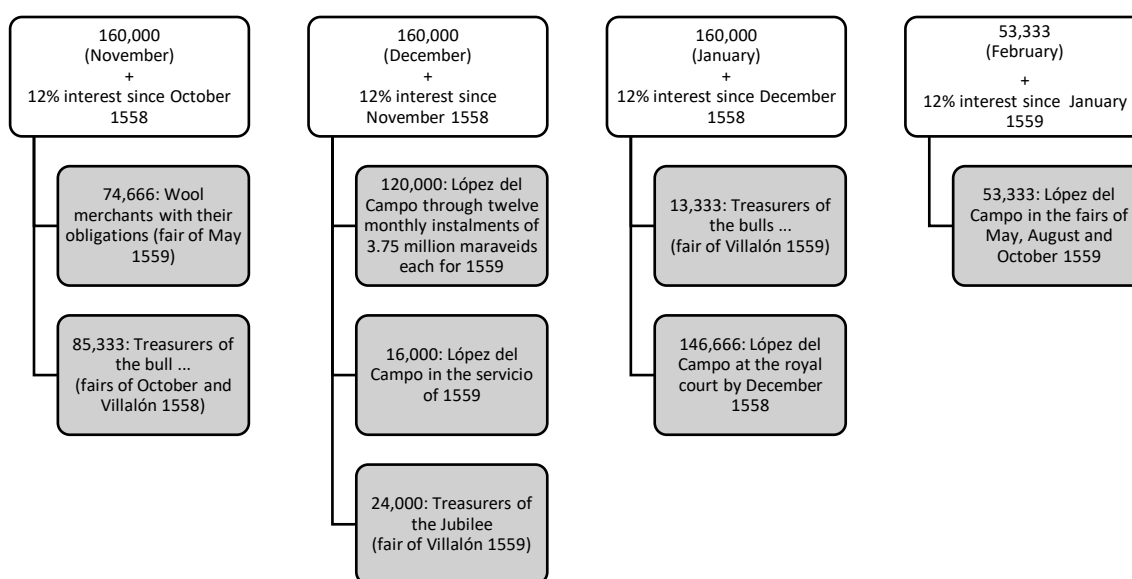 160,000
(November)
+
12% interest since October
1558
74,666: Wool
merchants with their
obligations (fair of May
1559)
85,333: Treasurers of
the bull ...
(fairs of October and
Villalón 1558)
160,000
(December)
+
12% interest since
November 1558
120,000: López del
Campo through twelve
monthly instalments of
3.75 million maraveids
each for 1559
16,000: López del
Campo in the servicio
of 1559
24,000: Treasurers of
the Jubilee
(fair of Villalón 1559)
160,000
(January)
+
12% interest since December
1558
13,333: Treasurers of
the bulls ...
(fair of Villalón 1559)
146,666: López del
Campo at the royal
court by December
1558
53,333
(February)
+
12% interest since January
1559
53,333: López del
Campo in the fairs of
May, August and
October 1559